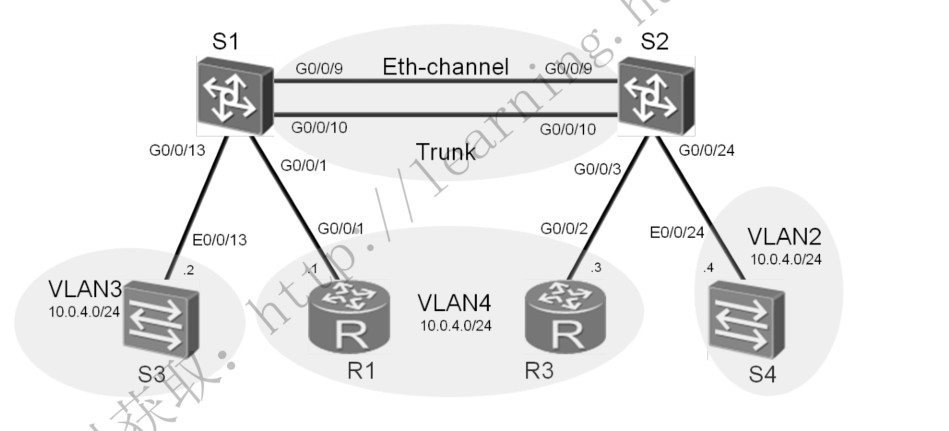 S1
S2
G0/0/9
Eth-channel
G0/0/9
G0/0/10
G0/0/10
Trunk
G0/0/13
G0/0/1
G0/0/3
G0/0/24
E0/0/13
G0/0/1
G0/0/2
E0/0/24
VLAN2
10.0.4.0/24
.2
.1
.3
.4
VLAN3
10.0.4.0/24
VLAN4
10.0.4.0/24
R
R
S3
R1
R3
S4
获取：http://learning.h